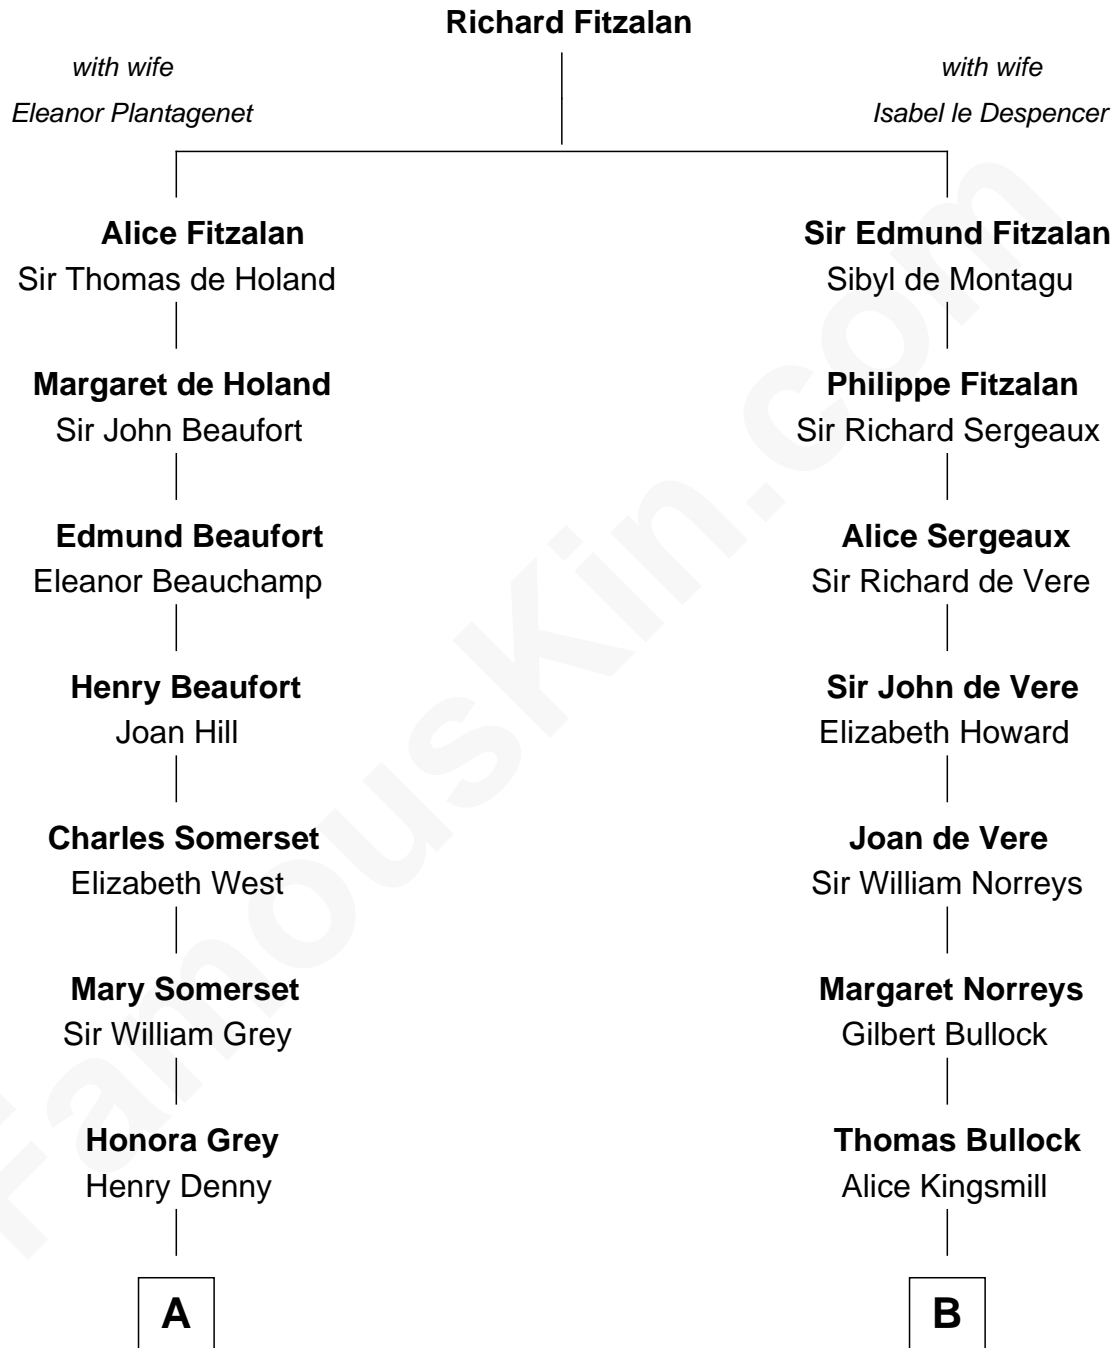 Richard Fitzalan
with wife
Eleanor Plantagenet
with wife
Isabel le Despencer
Alice Fitzalan
Sir Thomas de Holand
Margaret de Holand
Sir John Beaufort
Edmund Beaufort
Eleanor Beauchamp
Henry Beaufort
Joan Hill
Charles Somerset
Elizabeth West
Mary Somerset
Sir William Grey
Honora Grey
Henry Denny
A
Sir Edmund Fitzalan
Sibyl de Montagu
Philippe Fitzalan
Sir Richard Sergeaux
Alice Sergeaux
Sir Richard de Vere
Sir John de Vere
Elizabeth Howard
Joan de Vere
Sir William Norreys
Margaret Norreys
Gilbert Bullock
Thomas Bullock
Alice Kingsmill
B
FamousKin.com